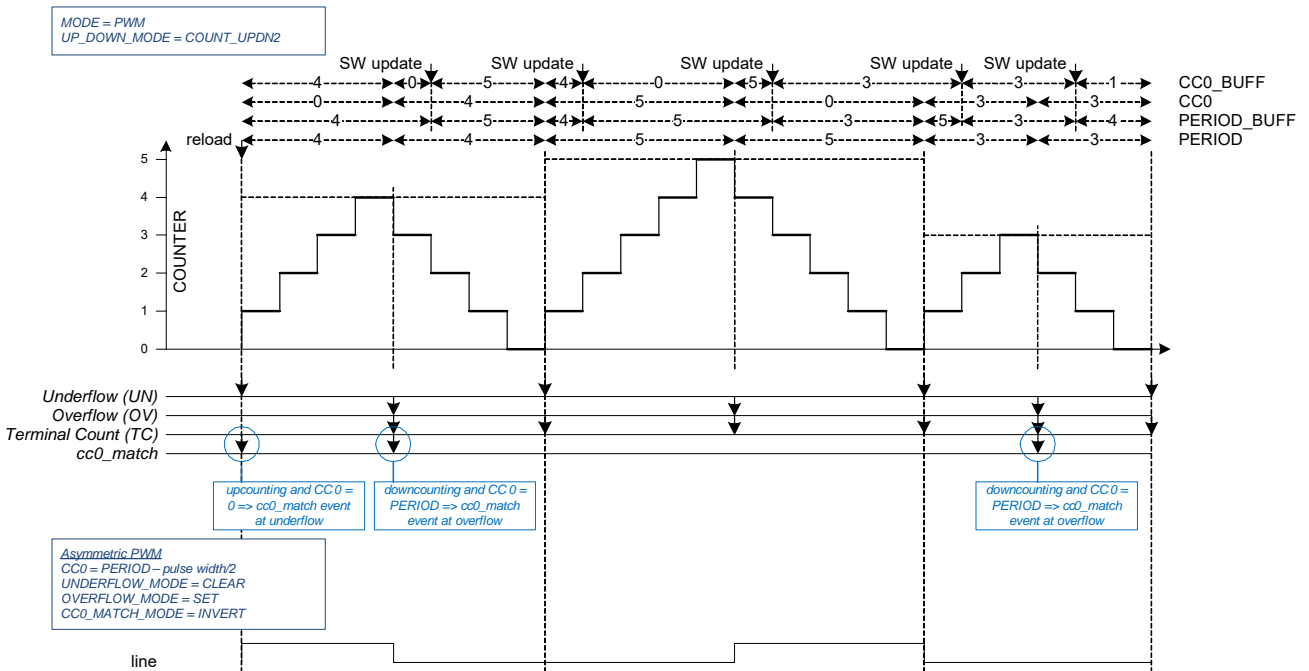 MODE = PWM
UP_DOWN_MODE = COUNT_UPDN2
SW update SW update SW update SW update SW update
4 0 5 4 0 5 3 3 1 CC0_BUFF
0 4 5 0 3 3 CC0
4 5 4 5 3 5 3 4 PERIOD_BUFF
reload 4 4 5 5 3 3 PERIOD
5
4
3
2
1
0
COUNTER
Underflow (UN)
Overflow (OV)
Terminal Count (TC)
cc0_match
upcounting and CC0 =
0 => cc0_match event
at underflow
downcounting and CC0 =
PERIOD => cc0_match
event at overflow
downcounting and CC0 =
PERIOD => cc0_match
event at overflow
Asymmetric PWM
CC0 = PERIOD – pulse width/2
UNDERFLOW_MODE = CLEAR
OVERFLOW_MODE = SET
CC0_MATCH_MODE = INVERT
line